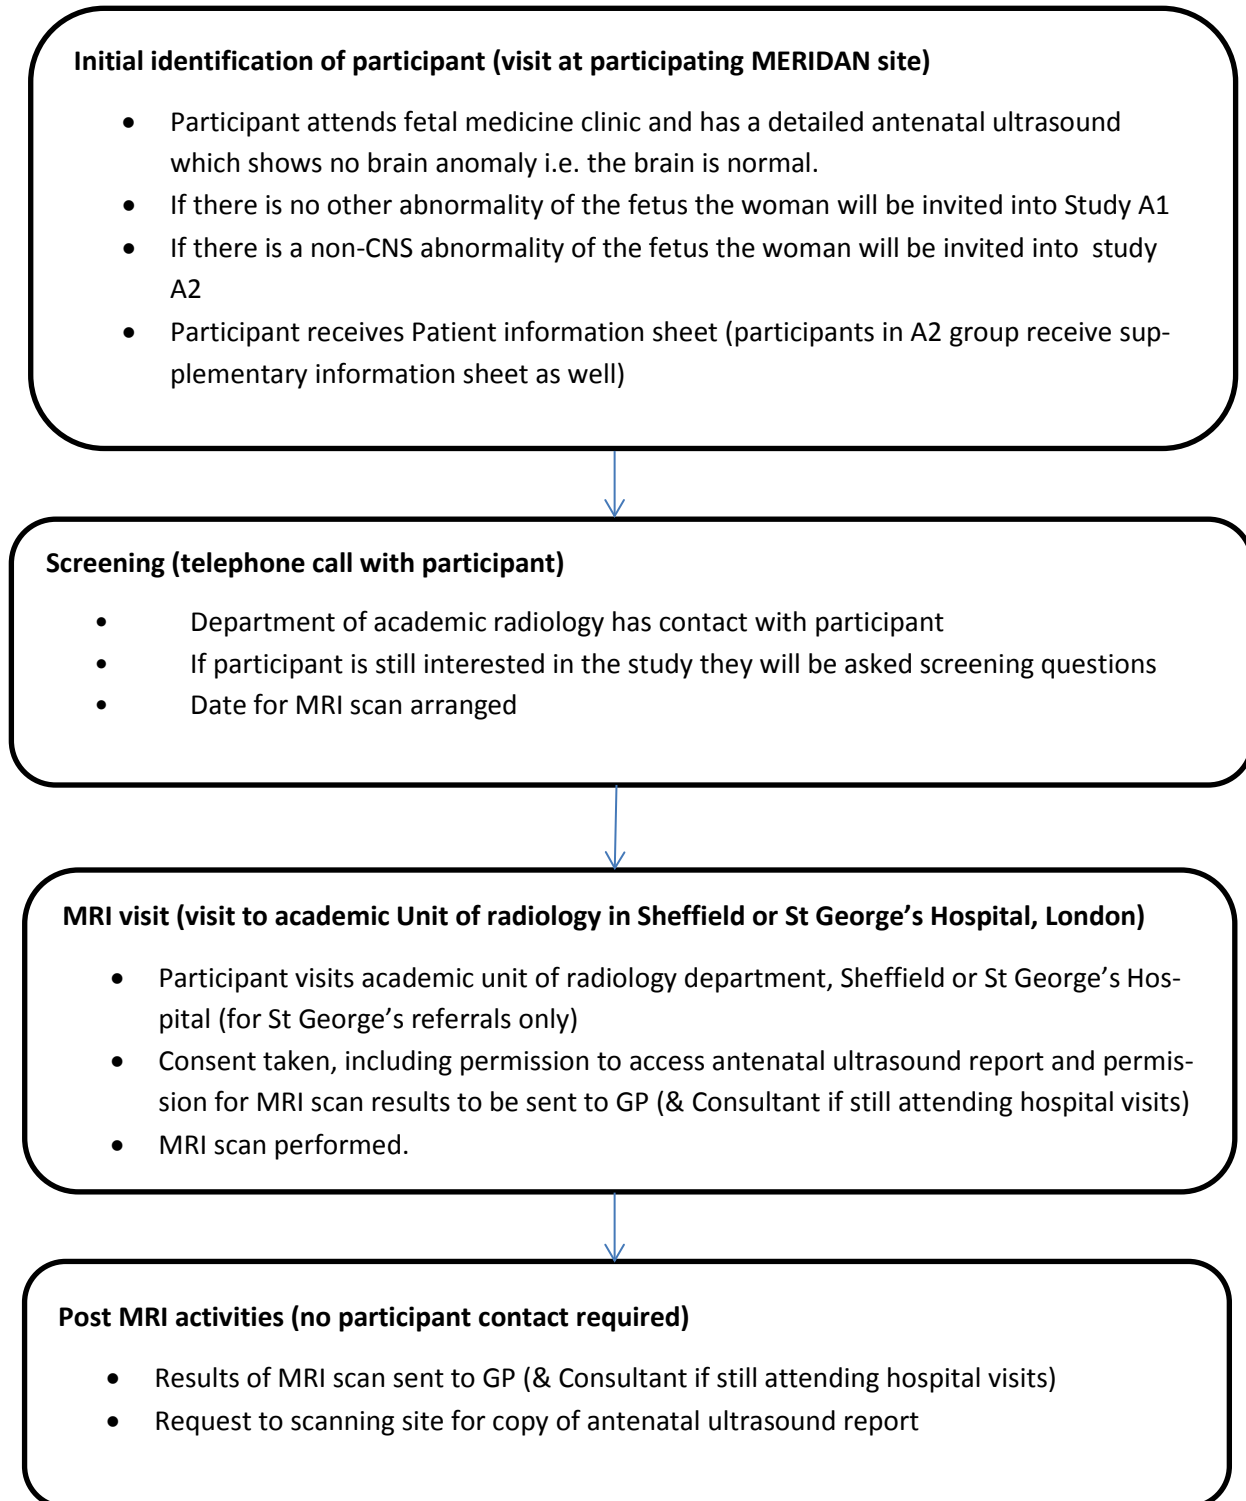 Initial identification of participant (visit at participating MERIDAN site)
• Participant attends fetal medicine clinic and has a detailed antenatal ultrasound
which shows no brain anomaly i.e. the brain is normal.
• If there is no other abnormality of the fetus the woman will be invited into Study A1
• If there is a non-CNS abnormality of the fetus the woman will be invited into  study
A2
• Participant receives Patient information sheet (participants in A2 group receive sup-
plementary information sheet as well)
Screening (telephone call with participant)
• Department of academic radiology has contact with participant
• If participant is still interested in the study they will be asked screening questions
• Date for MRI scan arranged
MRI visit (visit to academic Unit of radiology in Sheffield or St George’s Hospital, London)
• Participant visits academic unit of radiology department, Sheffield or St George’s Hos-
pital (for St George’s referrals only)
• Consent taken, including permission to access antenatal ultrasound report and permis-
sion for MRI scan results to be sent to GP (& Consultant if still attending hospital visits)
• MRI scan performed.
Post MRI activities (no participant contact required)
• Results of MRI scan sent to GP (& Consultant if still attending hospital visits)
• Request to scanning site for copy of antenatal ultrasound report